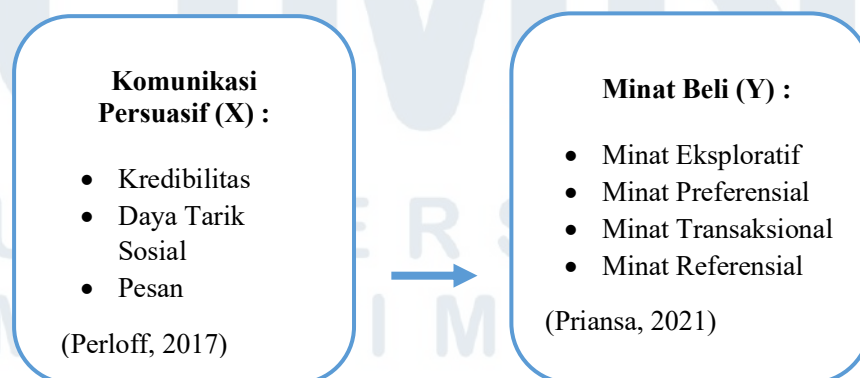 Komunikasi
Persuasif (X) :
• Kredibilitas
• Daya Tarik
Sosial
• Pesan
(Perloff, 2017)
Minat Beli (Y) :
• Minat Eksploratif
• Minat Preferensial
• Minat Transaksional
• Minat Referensial
(Priansa, 2021)